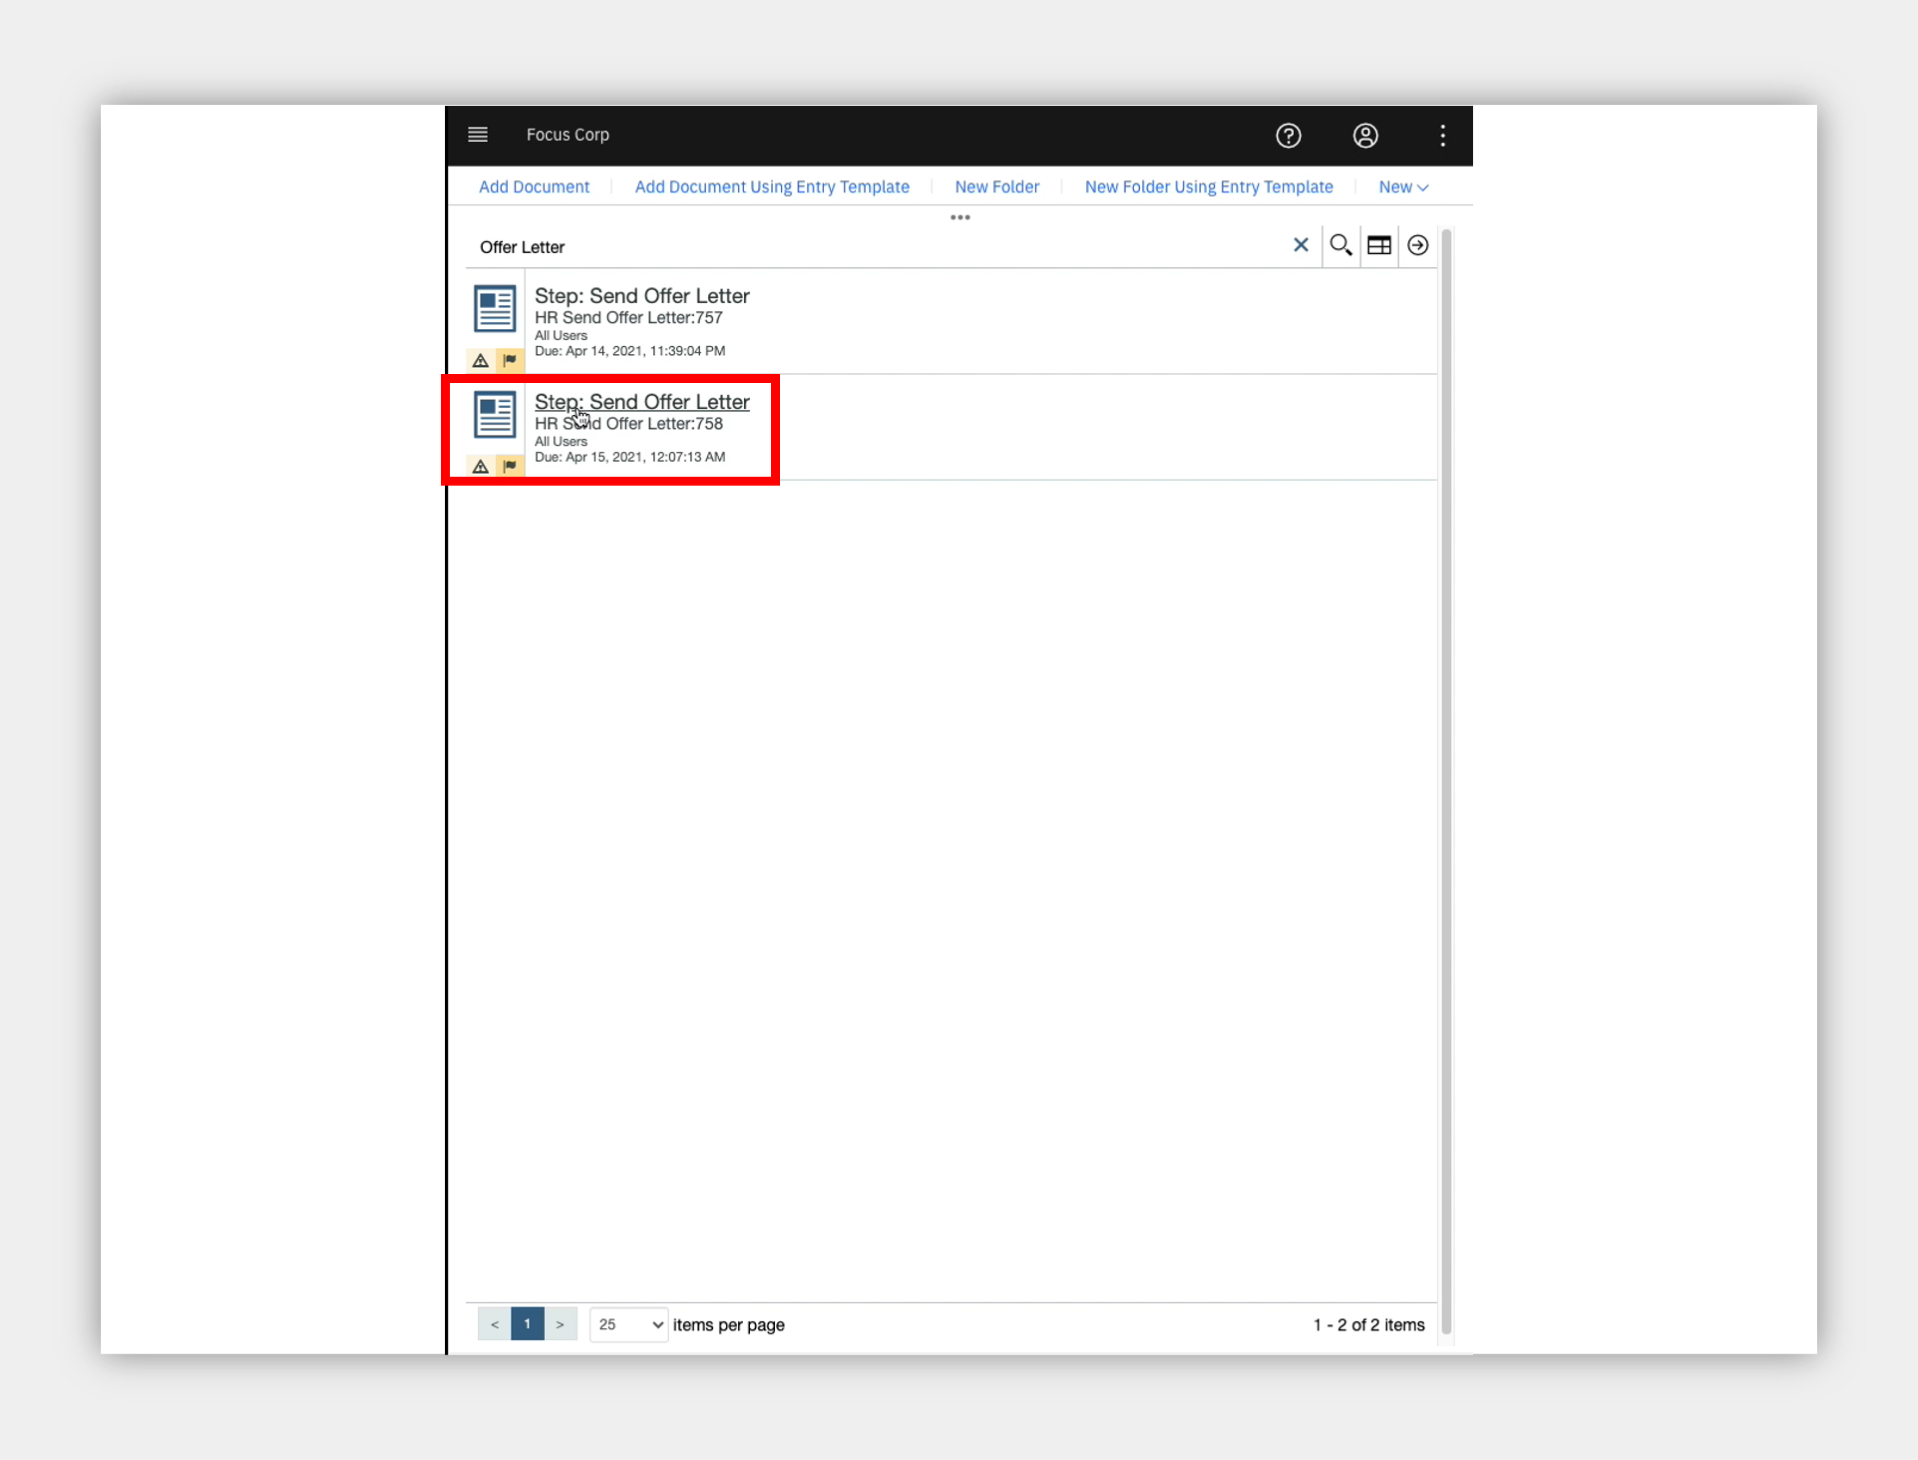 Focus Corp
Add Document
Add Document Using Entry Template
New Folder
New Folder Using Entry Template
New
Offer Letter
Step: Send Offer Letter
HR Send Offer Letter:757
All Users
Due: Apr 14, 2021, 11:39:04 PM
Step: Send Offer Letter
HR Send Offer Letter:758
All Users
Due: Apr 15, 2021, 12:07:13 AM
< 1 > 25 items per page
1 - 2 of 2 items